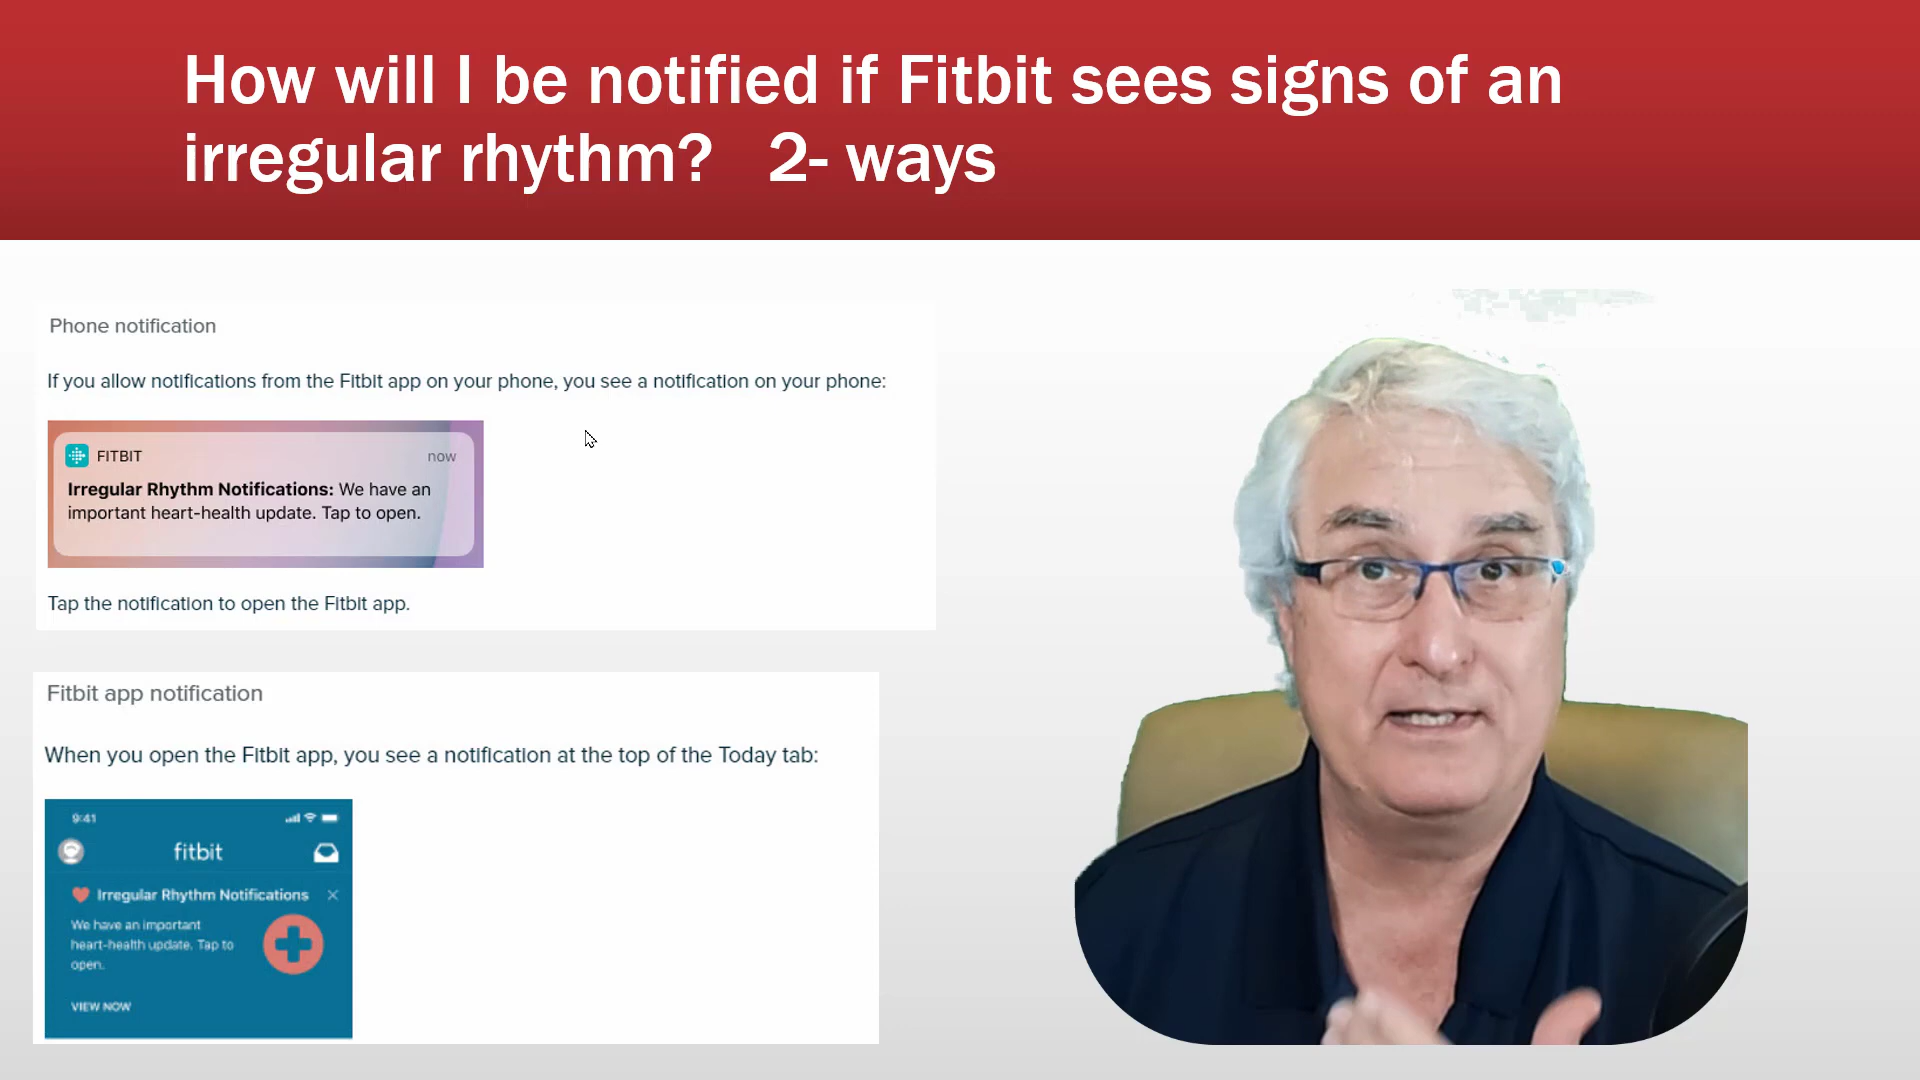 How will I be notified if Fitbit sees signs of an
irregular rhythm? 2- ways
Phone notification
If you allow notifications from the Fitbit app on your phone, you see a notification on your phone:
FITBIT now
Irregular Rhythm Notifications: We have an
important heart-health update. Tap to open.
Tap the notification to open the Fitbit app.
Fitbit app notification
When you open the Fitbit app, you see a notification at the top of the Today tab:
9:41
fitbit
Irregular Rhythm Notifications
We have an important
heart-health update. Tap to
open.
VIEW NOW